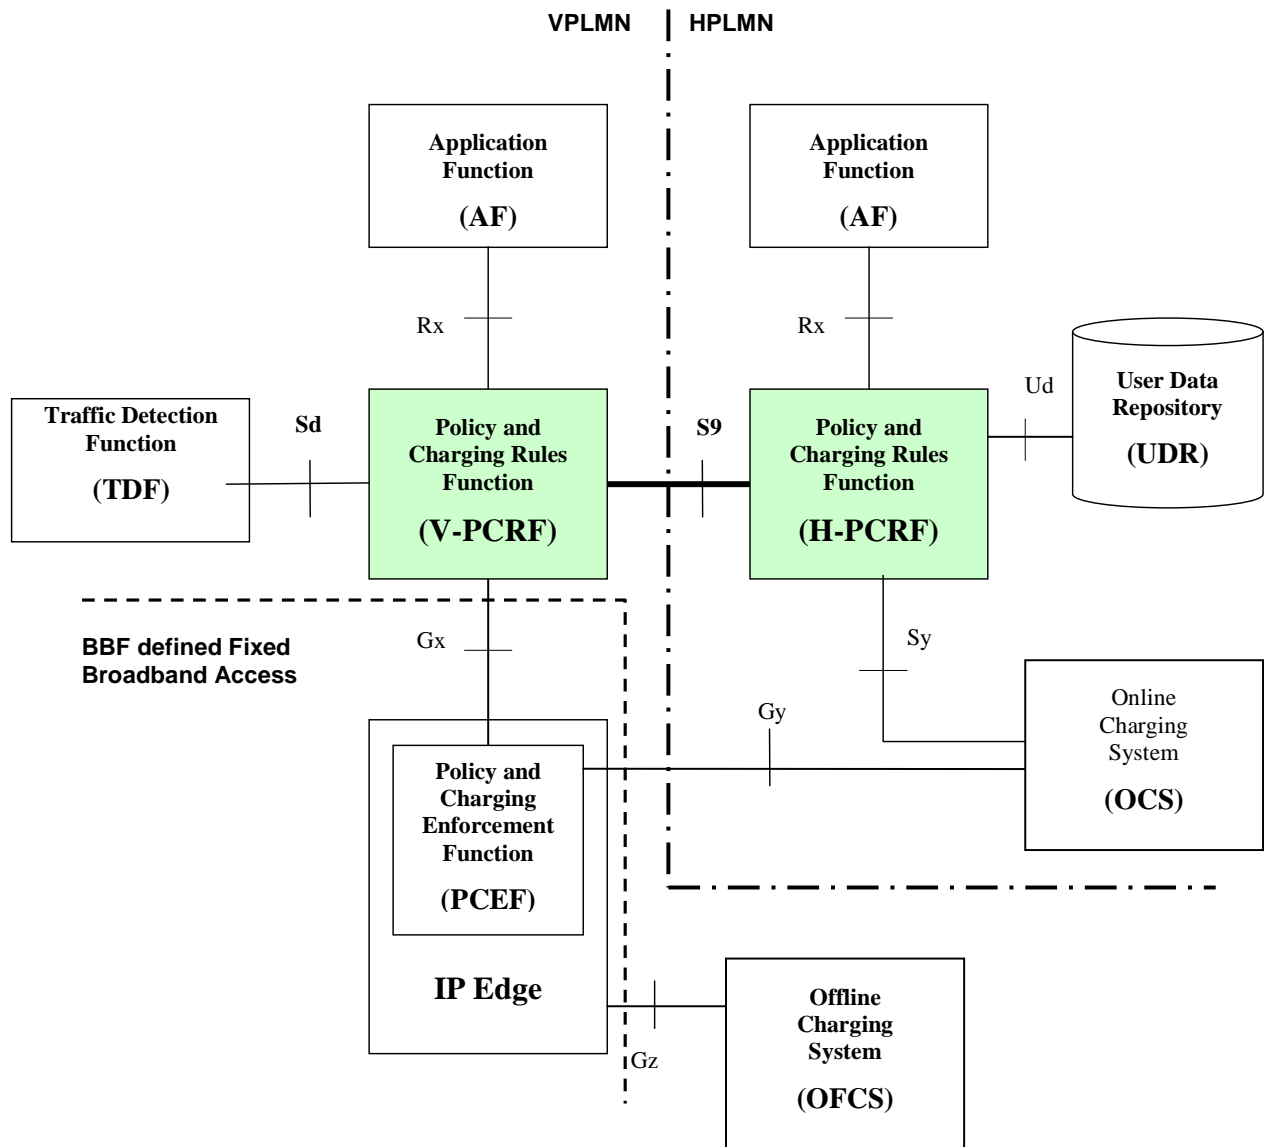 VPLMN
HPLMN
Application
Function
(AF)
Application
Function
(AF)
Rx
Rx
Traffic Detection
Function
(TDF)
Sd
Policy and
Charging Rules
Function
(V-PCRF)
S9
Policy and
Charging Rules
Function
(H-PCRF)
Ud
User Data
Repository
(UDR)
BBF defined Fixed
Broadband Access
Gx
Sy
Gy
Online
Charging
System
(OCS)
Policy and
Charging
Enforcement
Function
(PCEF)
IP Edge
Gz
Offline
Charging
System
(OFCS)